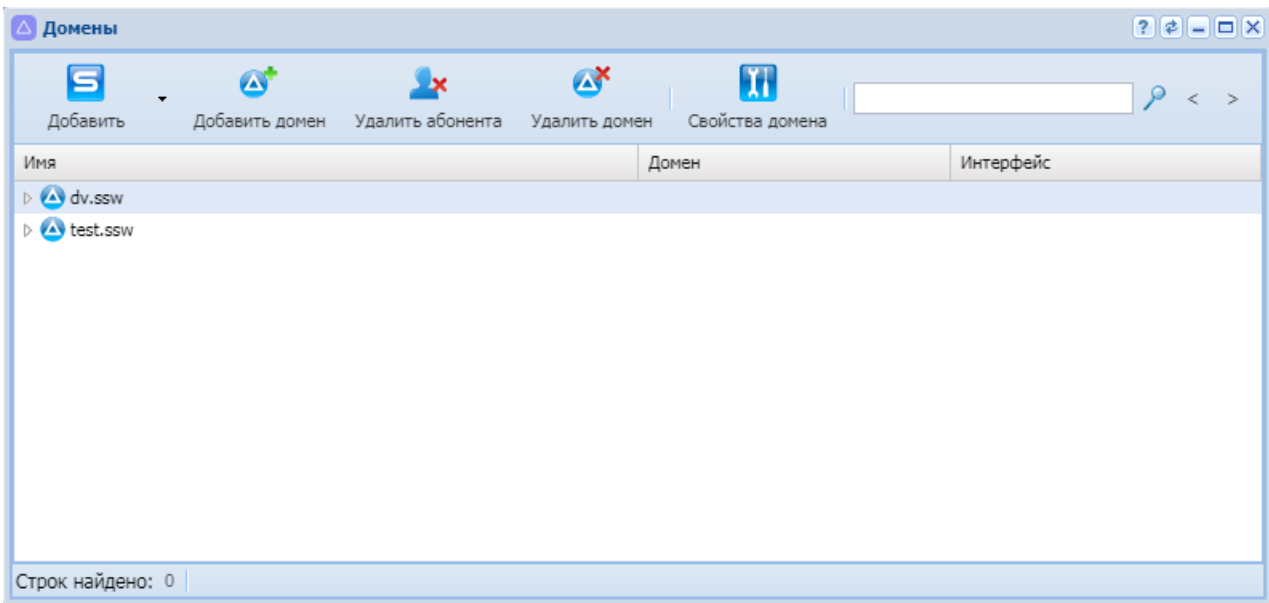 Домены
Добавить Добавить домен Удалить абонента Удалить домен Свойства домена < >
Имя Домен Интерфейс
dv.ssw
test.ssw
Строк найдено: 0